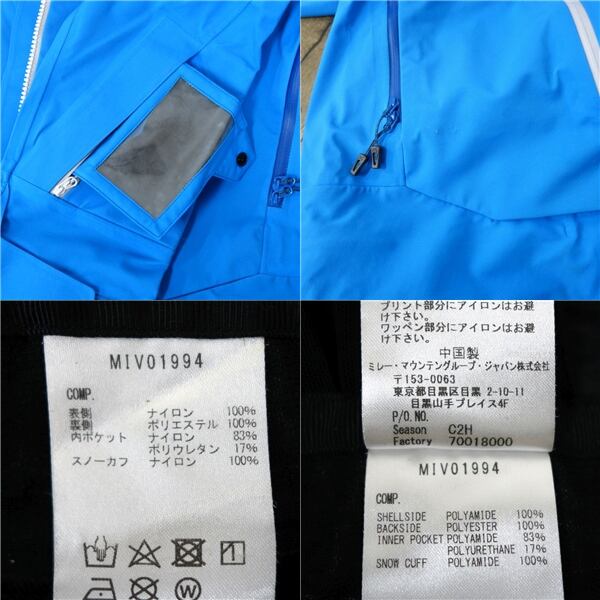 MIV01994
COMP.
表側 ナイロン 100%
裏側 ポリエステル 100%
内ポケット ナイロン 83%
ポリウレタン 17%
スノーカフ ナイロン 100%
プリント部分にアイロンはお避
け下さい。
ワッペン部分にアイロンはお避
け下さい。
中国製
ミレー・マウンテングループ・ジャパン株式会社
〒153-0063
東京都目黒区目黒 2-10-11
目黒山手プレイス4F
P/O.NO.
Season C2H
Factory 70018000
MIV01994
COMP.
SHELLSIDE POLYAMIDE 100%
BACKSIDE POLYESTER 100%
INNER POCKET POLYAMIDE 83%
POLYURETHANE 17%
SNOW CUFF POLYAMIDE 100%